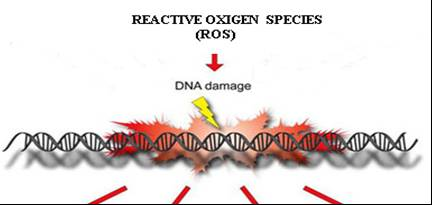 REACTIVE OXIGEN SPECIES
(ROS)
DNA damage